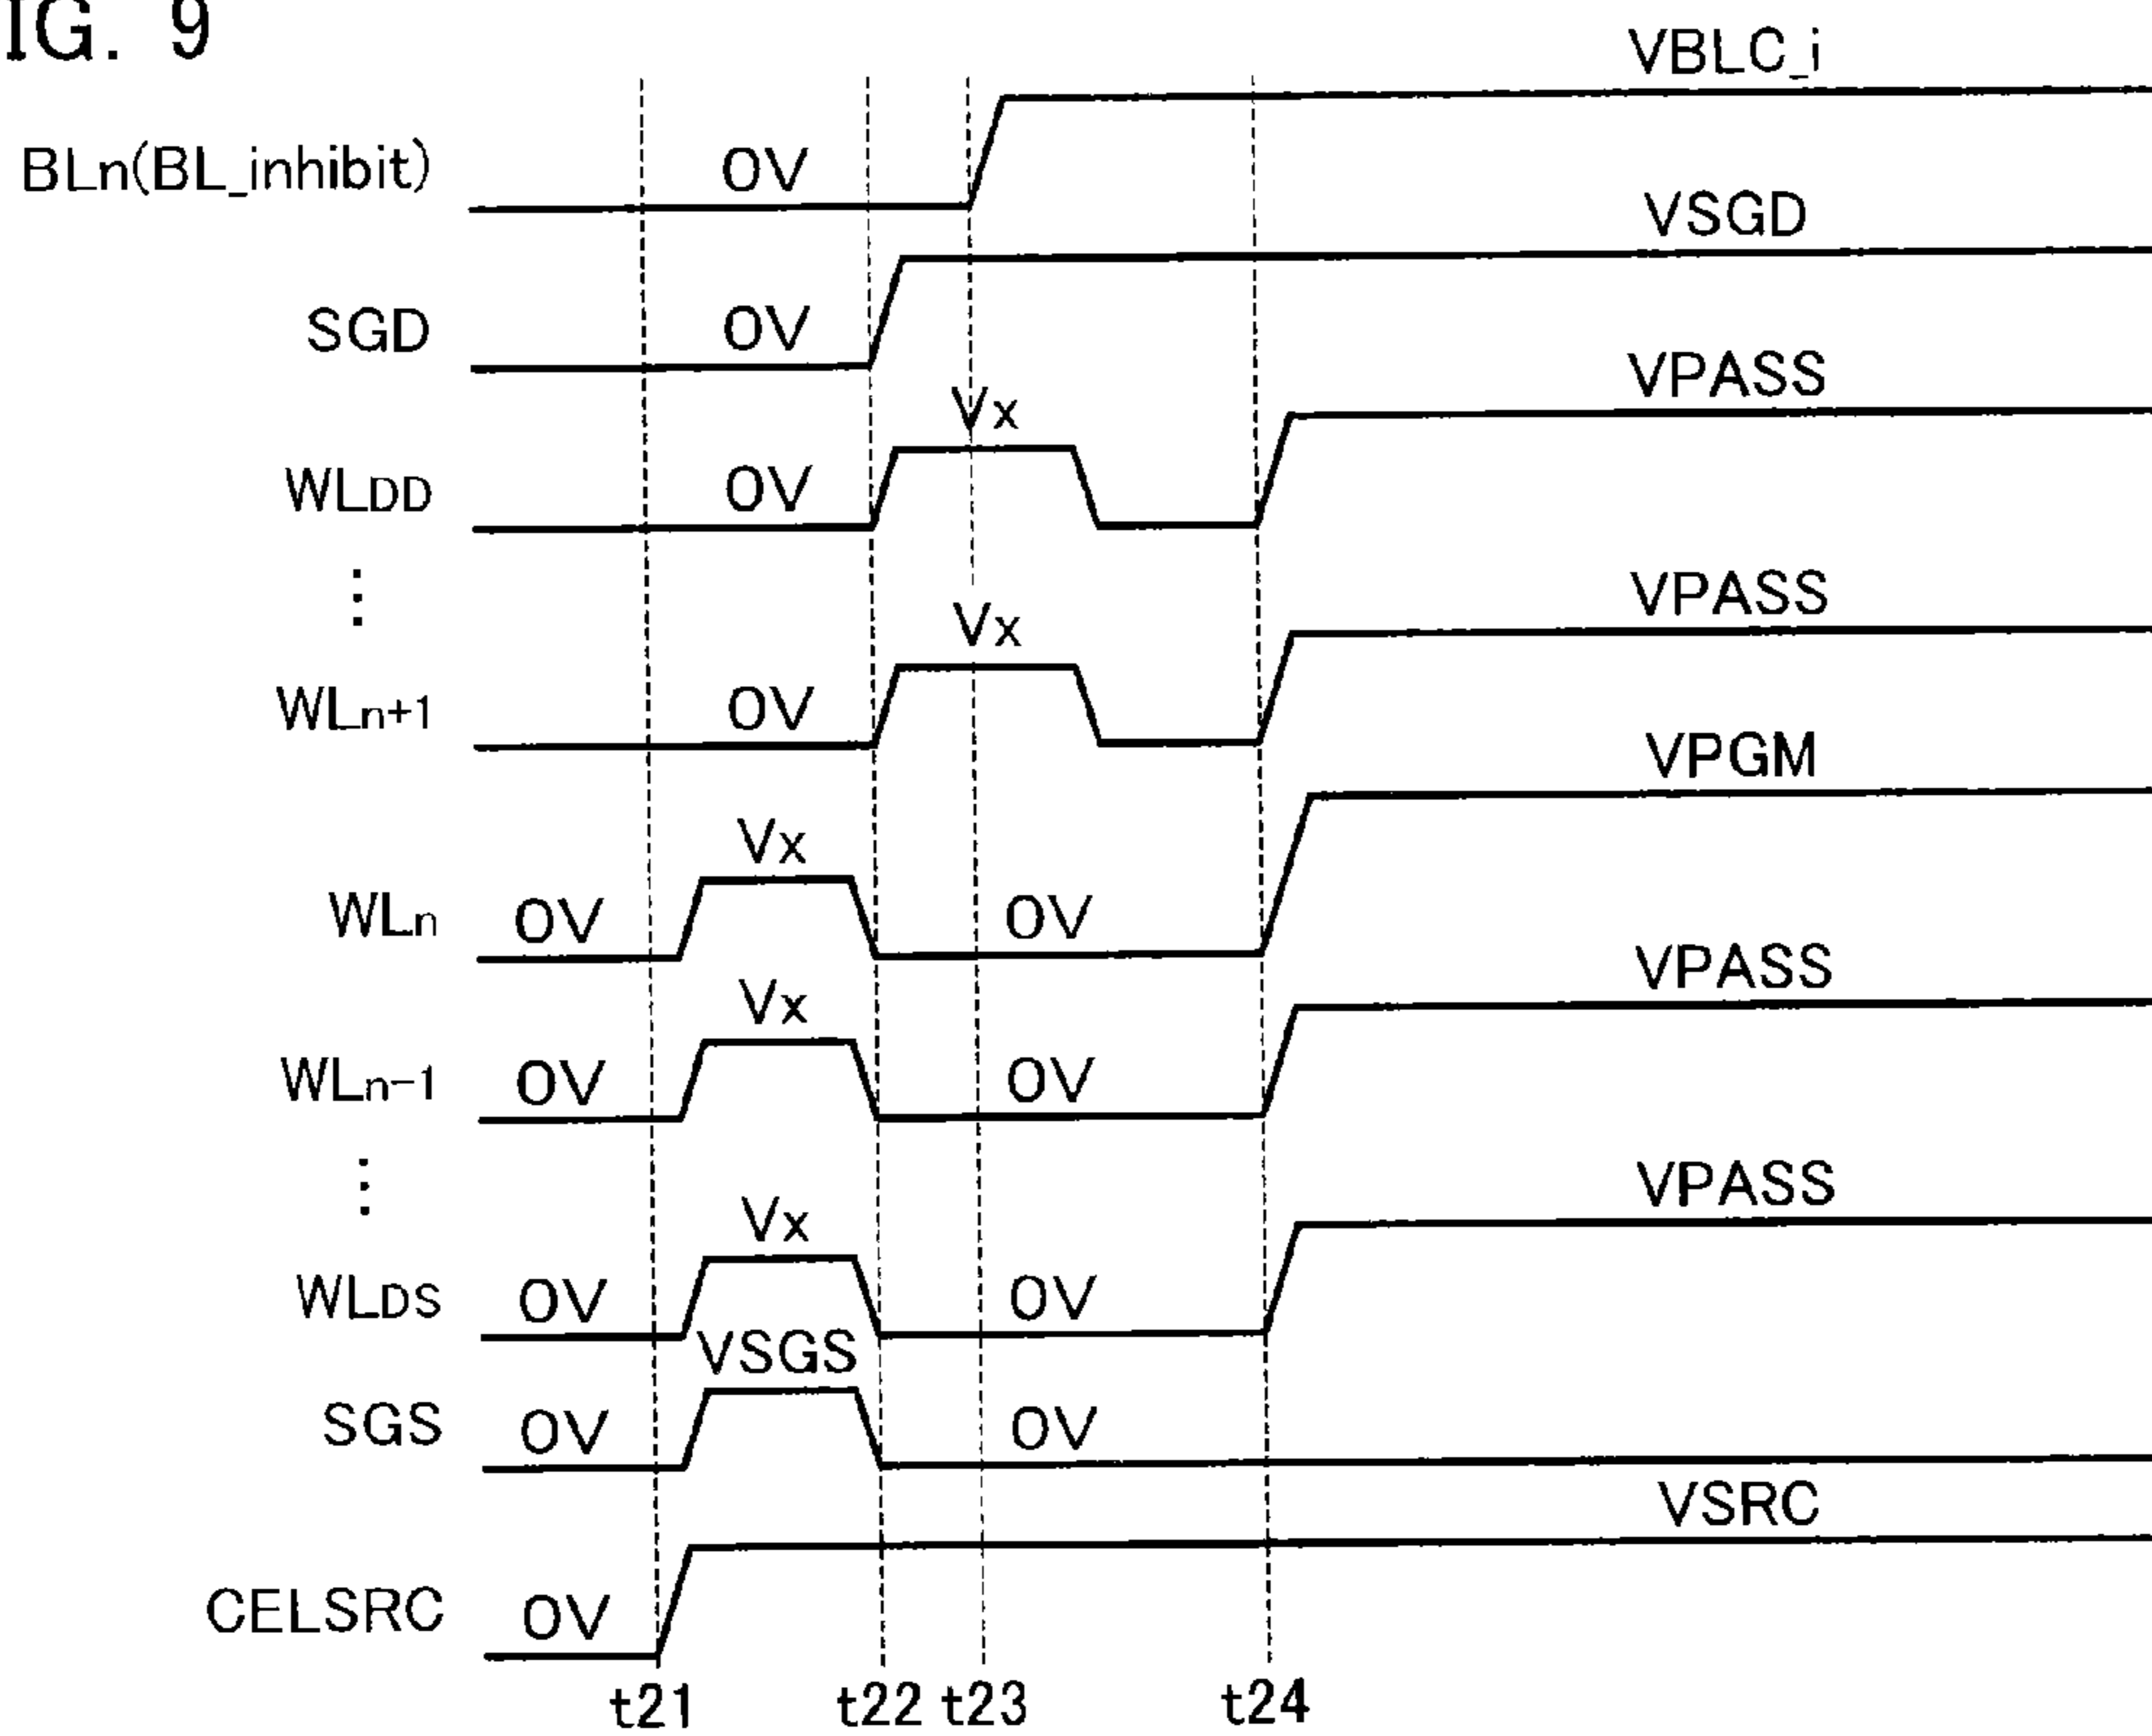 IG. 9
VBLC_i
BLn(BL_inhibit) 0V
VSGD
SGD 0V
VPASS
Vx
WLDD 0V
⋮
VPASS
Vx
WLn+1 0V
VPGM
Vx
WLn 0V 0V
VPASS
Vx
WLn-1 0V 0V
⋮
VPASS
Vx
WLDS 0V 0V
VSGS
SGS 0V 0V
VSRC
CELSRC 0V
t21 t22 t23 t24